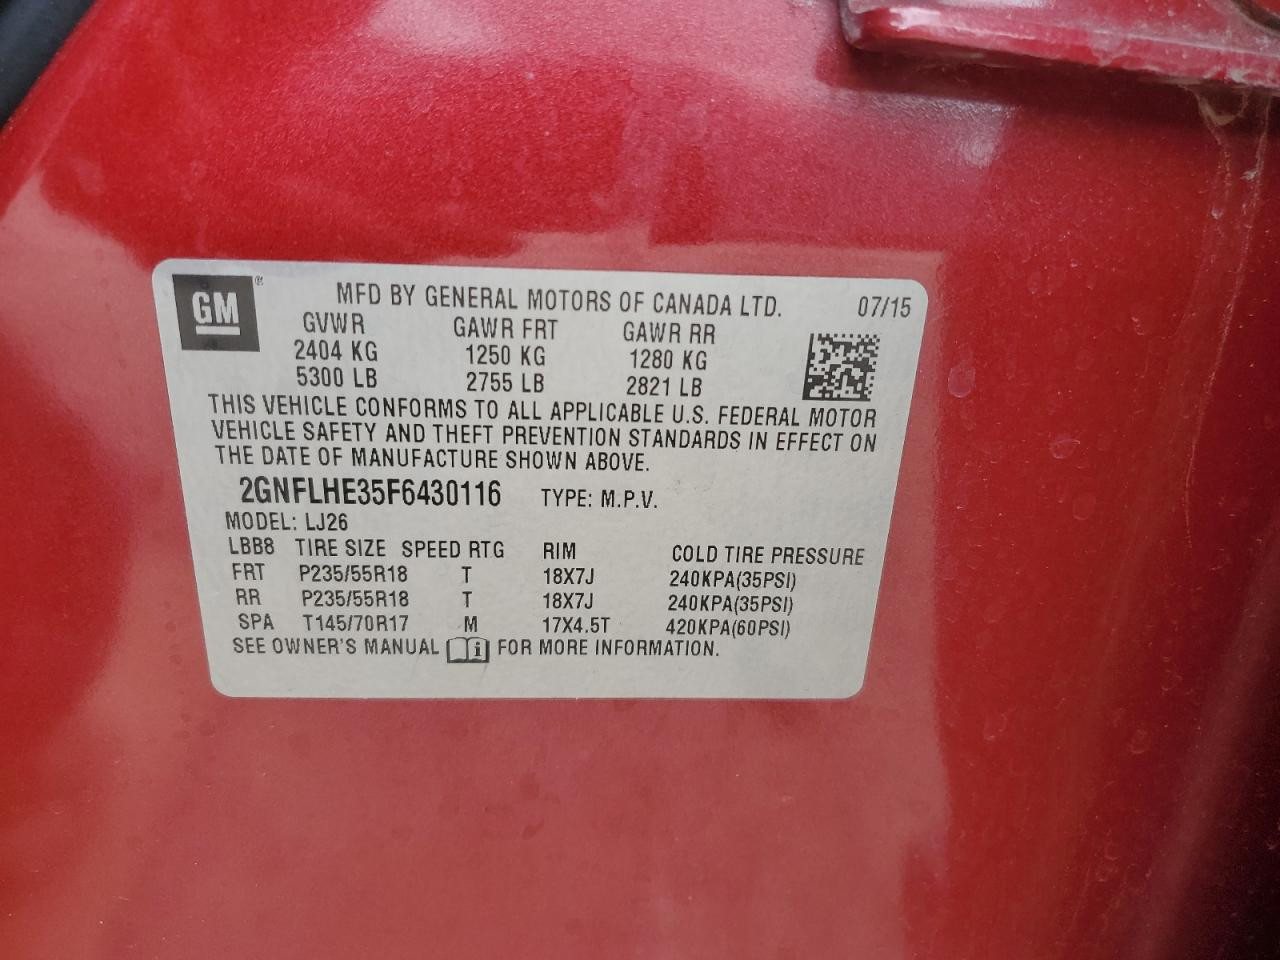 GM ®
MFD BY GENERAL MOTORS OF CANADA LTD. 07/15
GVWR GAWR FRT GAWR RR
2404 KG 1250 KG 1280 KG
5300 LB 2755 LB 2821 LB
THIS VEHICLE CONFORMS TO ALL APPLICABLE U.S. FEDERAL MOTOR
VEHICLE SAFETY AND THEFT PREVENTION STANDARDS IN EFFECT ON
THE DATE OF MANUFACTURE SHOWN ABOVE.
2GNFLHE35F6430116 TYPE: M.P.V.
MODEL: LJ26
LBB8 TIRE SIZE SPEED RTG RIM COLD TIRE PRESSURE
FRT P235/55R18 T 18X7J 240KPA(35PSI)
RR P235/55R18 T 18X7J 240KPA(35PSI)
SPA T145/70R17 M 17X4.5T 420KPA(60PSI)
SEE OWNER'S MANUAL i FOR MORE INFORMATION.